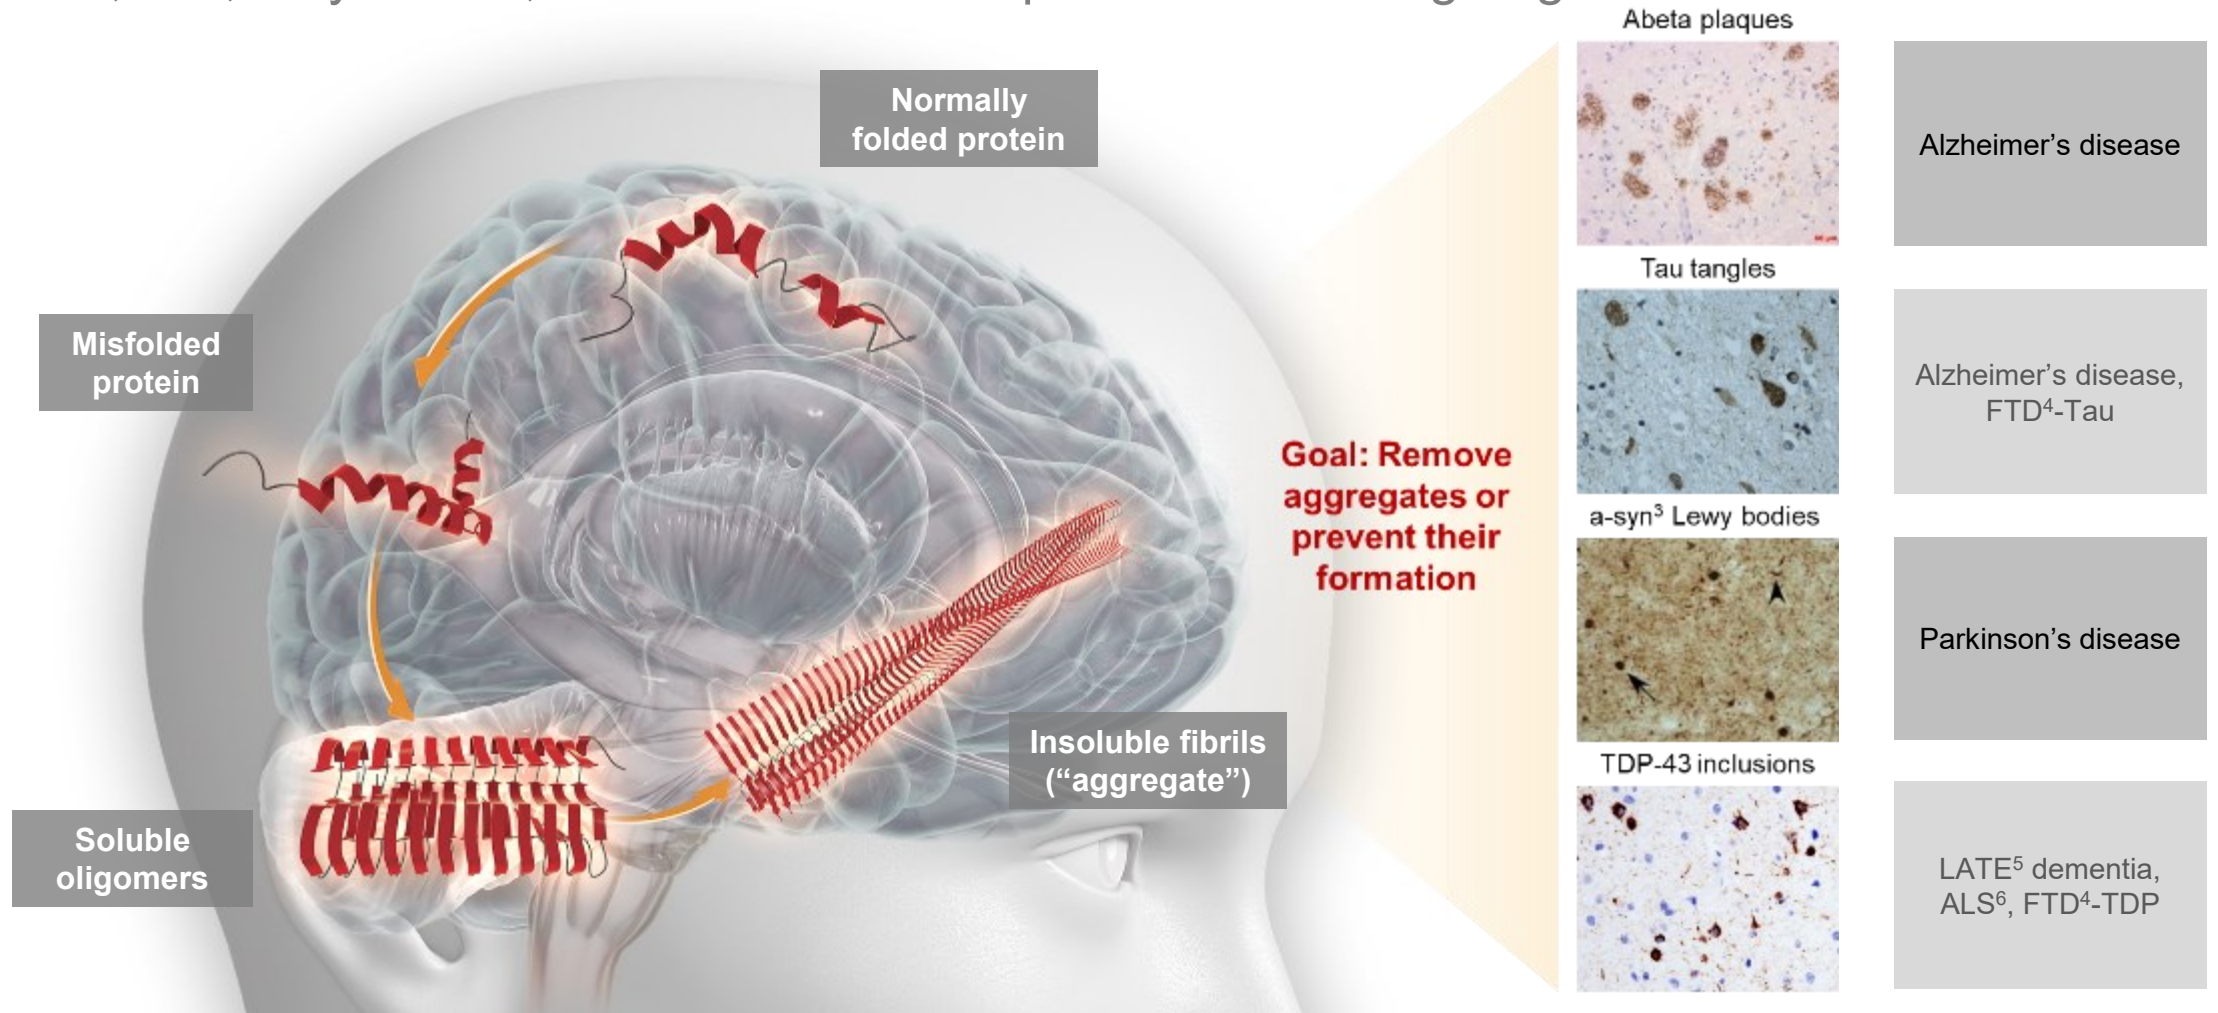 Abeta plaques
Normally
folded protein
Alzheimer’s disease
Tau tangles
Misfolded
protein
Alzheimer’s disease,
FTD⁴-Tau
Goal: Remove
aggregates or
prevent their
formation
a-syn³ Lewy bodies
Parkinson’s disease
Insoluble fibrils
(“aggregate”)
TDP-43 inclusions
Soluble
oligomers
LATE⁵ dementia,
ALS⁶, FTD⁴-TDP